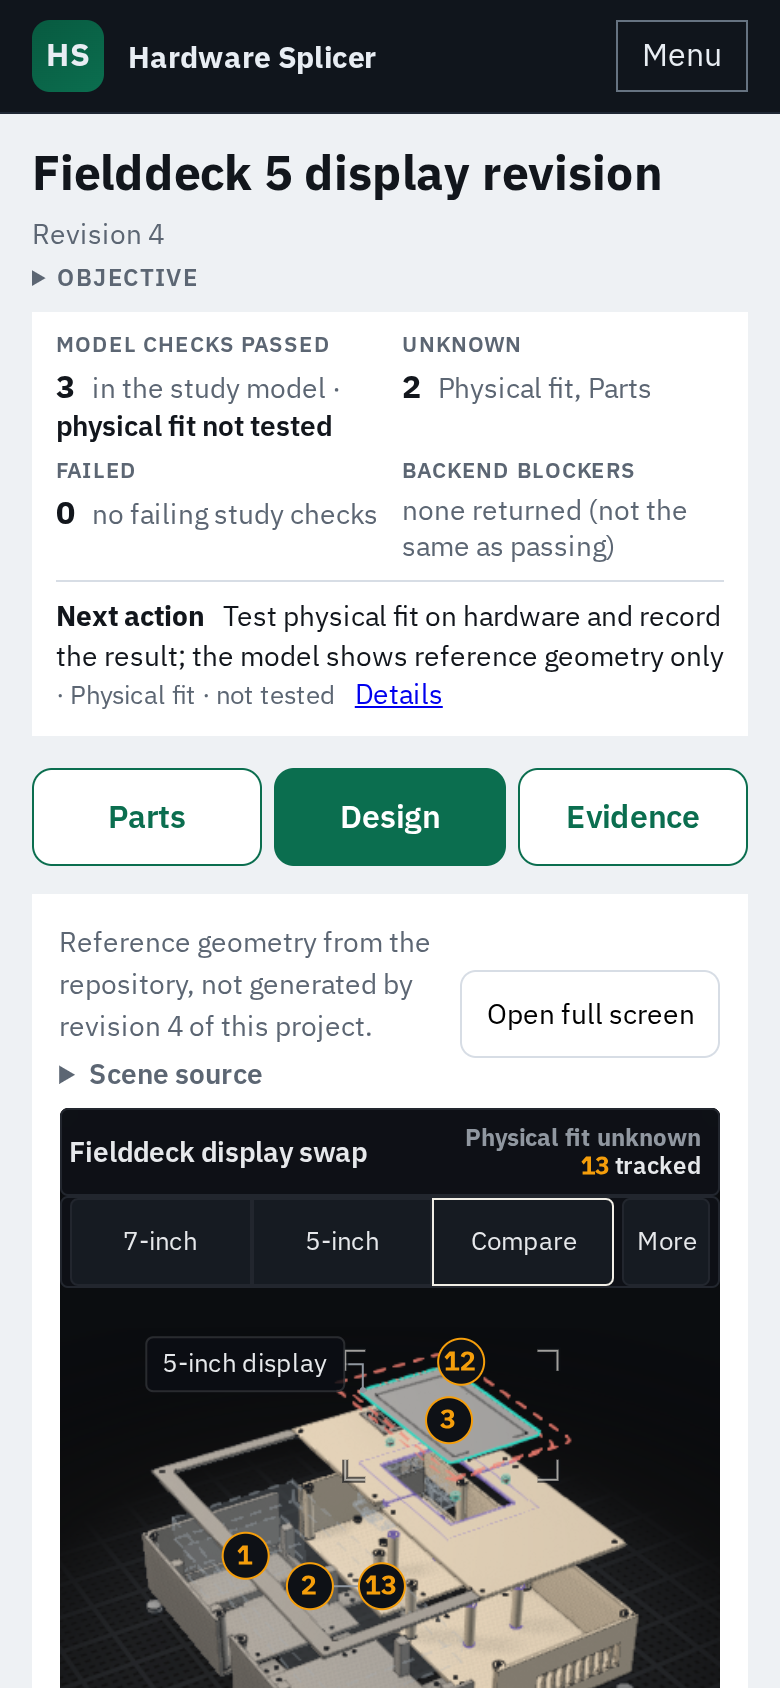 HS Hardware Splicer Menu
Fielddeck 5 display revision
Revision 4
OBJECTIVE
MODEL CHECKS PASSED
3 in the study model ·
physical fit not tested
UNKNOWN
2 Physical fit, Parts
FAILED
0 no failing study checks
BACKEND BLOCKERS
none returned (not the
same as passing)
Next action Test physical fit on hardware and record
the result; the model shows reference geometry only
· Physical fit · not tested Details
Parts Design Evidence
Reference geometry from the
repository, not generated by
revision 4 of this project.
Open full screen
Scene source
Fielddeck display swap
Physical fit unknown
13 tracked
7-inch 5-inch Compare More
5-inch display
12
3
1
2
13